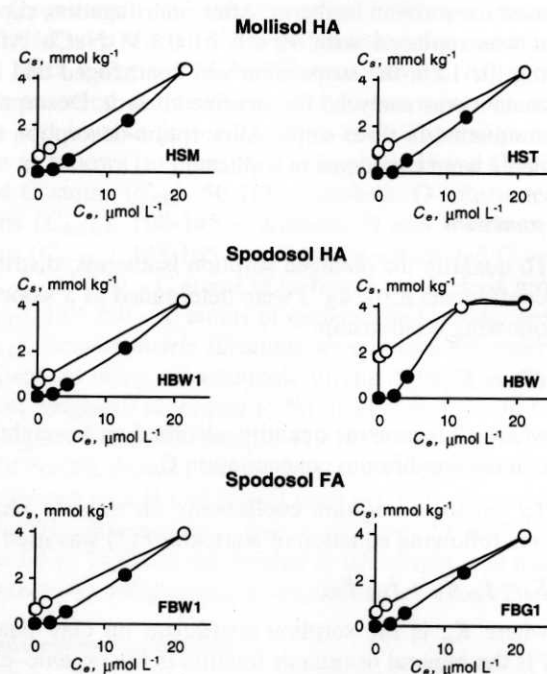 Mollisol HA
Cs, mmol kg-1 Cs, mmol kg-1
4 4
2 2
0 0
HSM HST
0 10 20 0 10 20
Ce, µmol L-1 Ce, µmol L-1
Spodosol HA
Cs, mmol kg-1 Cs, mmol kg-1
4 4
2 2
0 0
HBW1 HBW
0 10 20 0 10 20
Ce, µmol L-1 Ce, µmol L-1
Spodosol FA
Cs, mmol kg-1 Cs, mmol kg-1
4 4
2 2
0 0
FBW1 FBG1
0 10 20 0 10 20
Ce, µmol L-1 Ce, µmol L-1